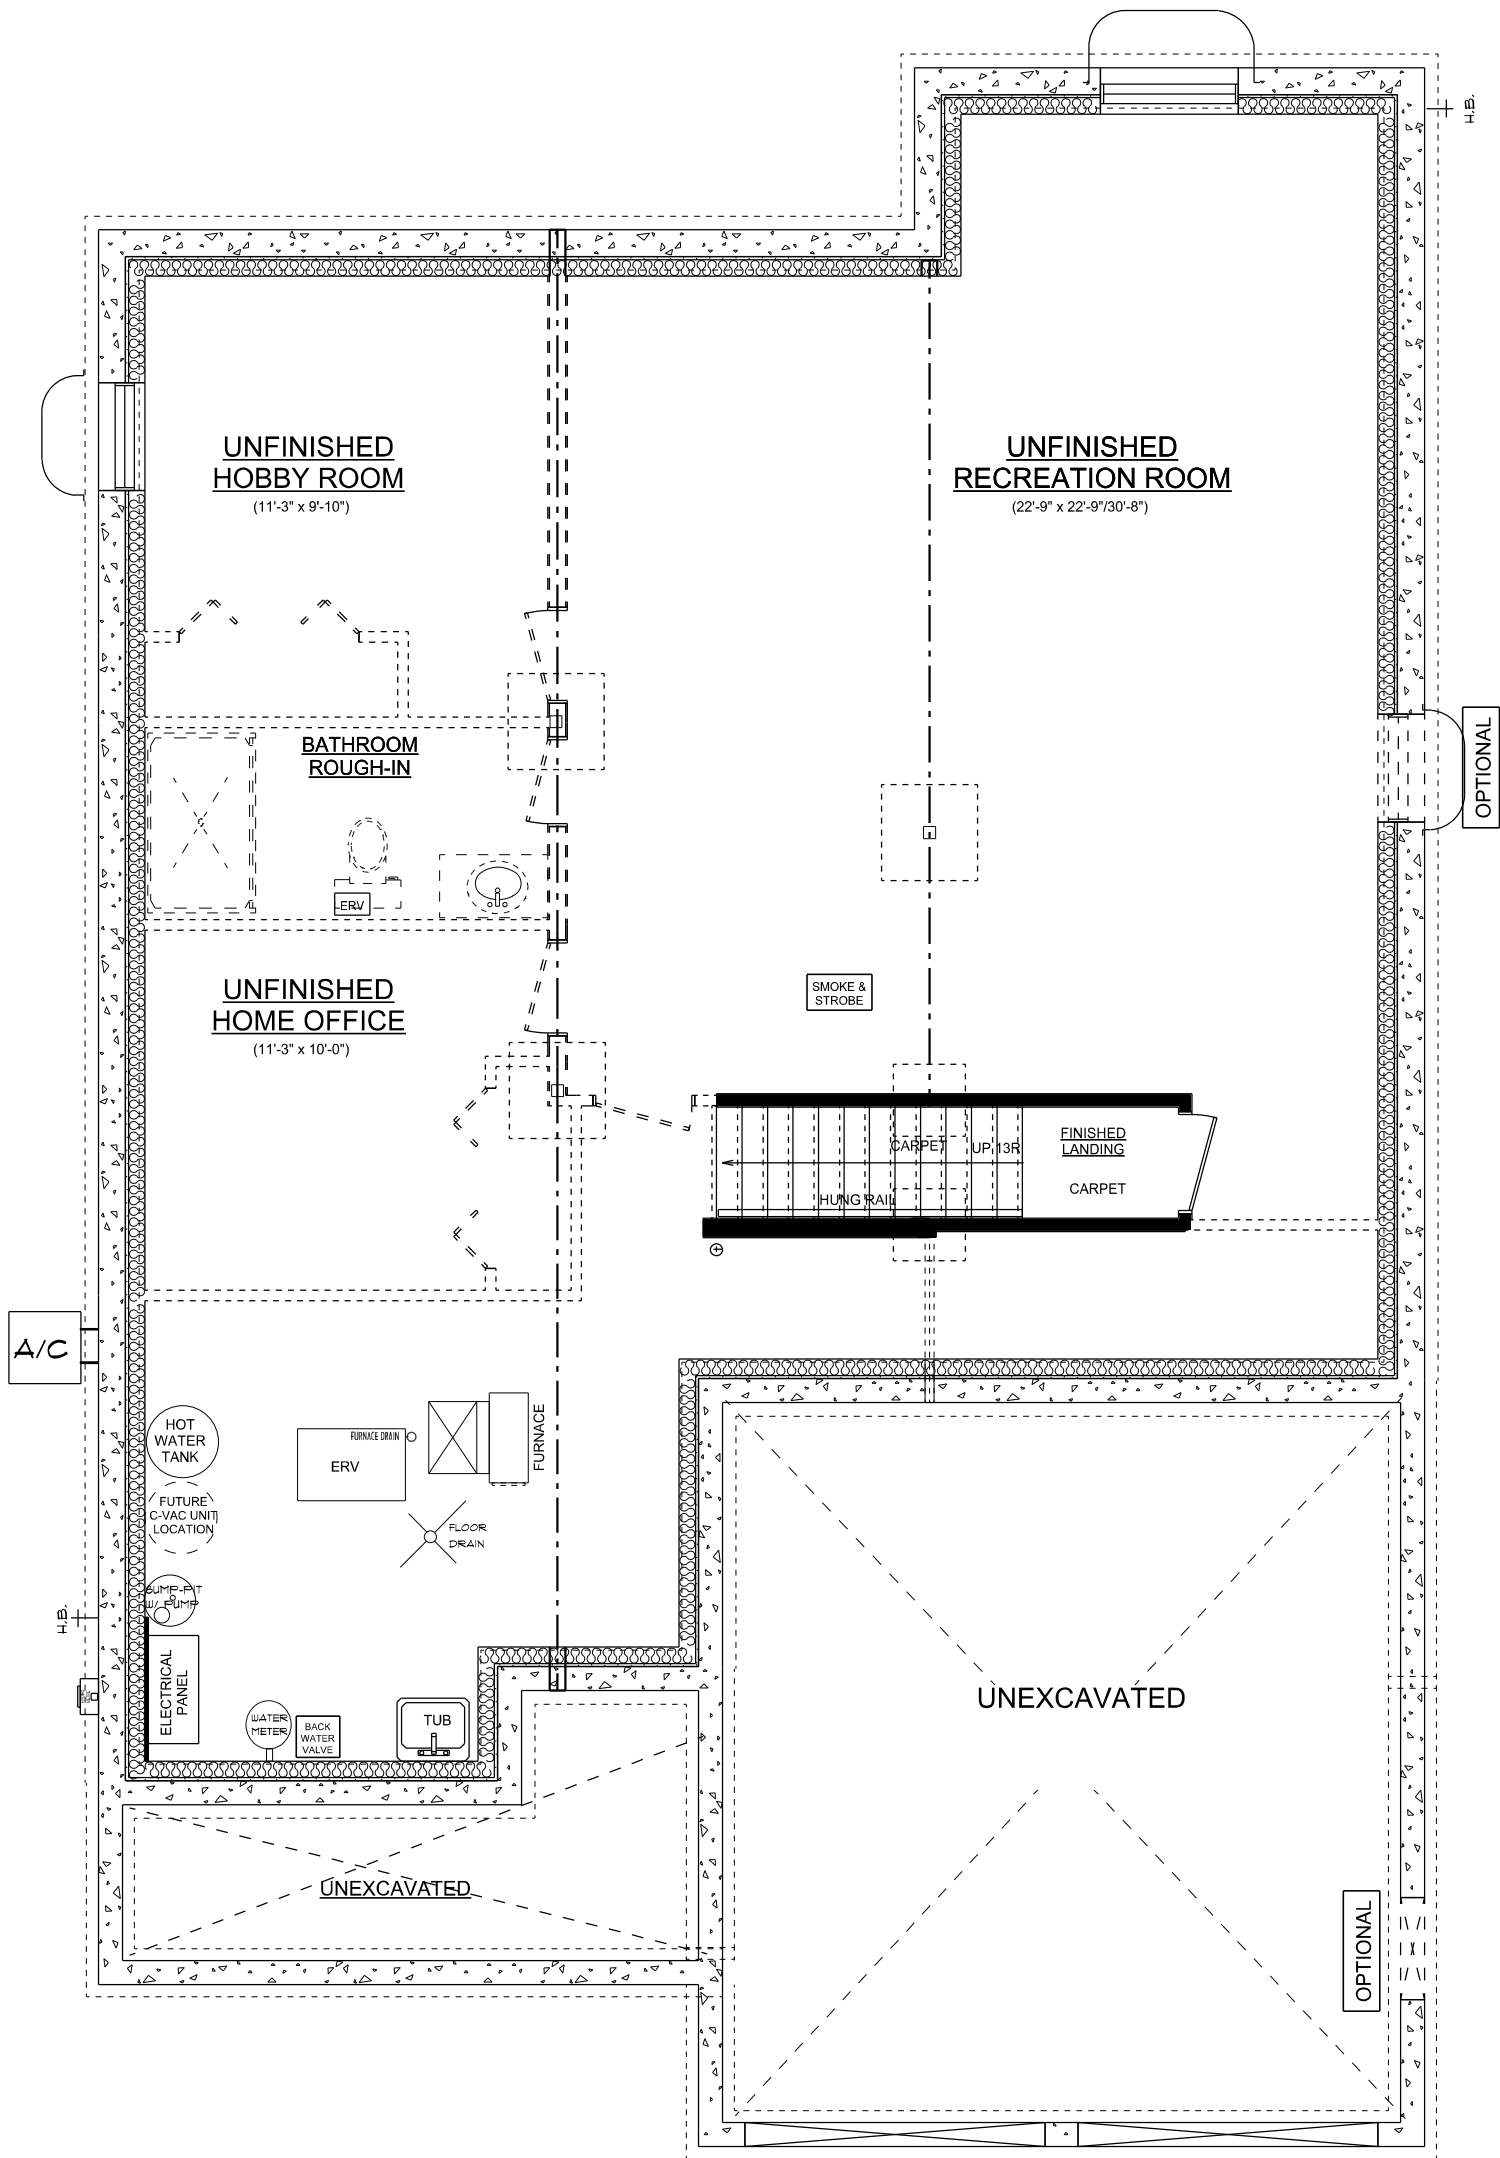 H.B.
UNFINISHED
HOBBY ROOM
(11'-3" x 9'-10")
UNFINISHED
RECREATION ROOM
(22'-9" x 22'-9"/30'-8")
OPTIONAL
BATHROOM
ROUGH-IN
ERV
UNFINISHED
HOME OFFICE
(11'-3" x 10'-0")
SMOKE &
STROBE
CARPET
UP 13R
HUNG RAIL
FINISHED
LANDING
CARPET
A/C
HOT
WATER
TANK
FURNACE DRAIN
ERV
FURNACE
FUTURE
C-VAC UNIT
LOCATION
FLOOR
DRAIN
SUMP-PIT
W/ PUMP
H.B.
ELECTRICAL
PANEL
WATER
METER
BACK
WATER
VALVE
TUB
UNEXCAVATED
UNEXCAVATED
OPTIONAL